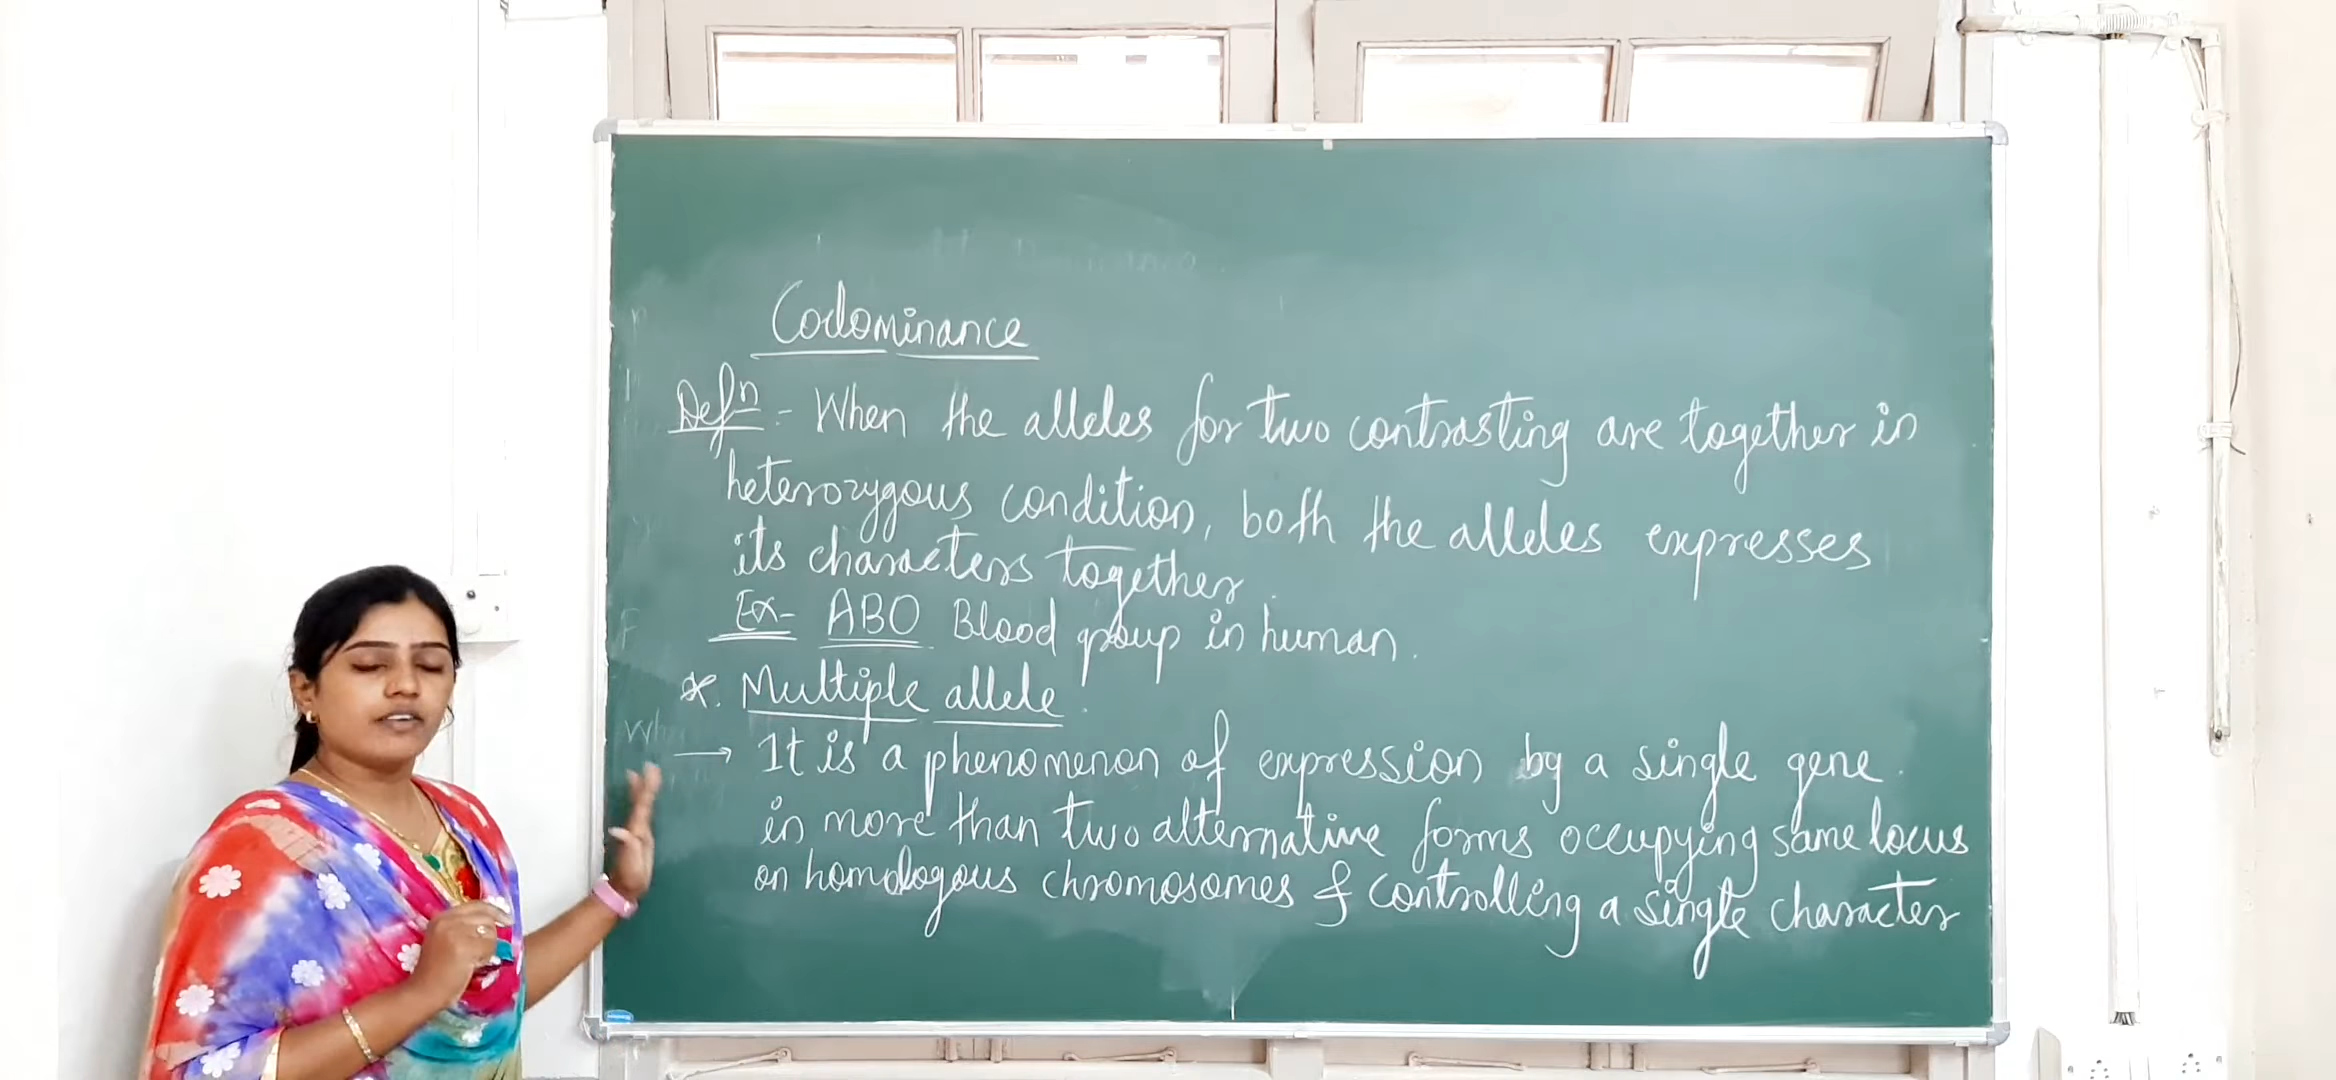 Codominance
Defn - When the alleles for two contrasting are together in
heterozygous condition, both the alleles expresses
its characters together.
Ex- ABO Blood group in human.
*. Multiple allele.
→ It is a phenomenon of expression by a single gene.
in more than two alternative forms occupying same locus
on homologous chromosomes & controlling a single character